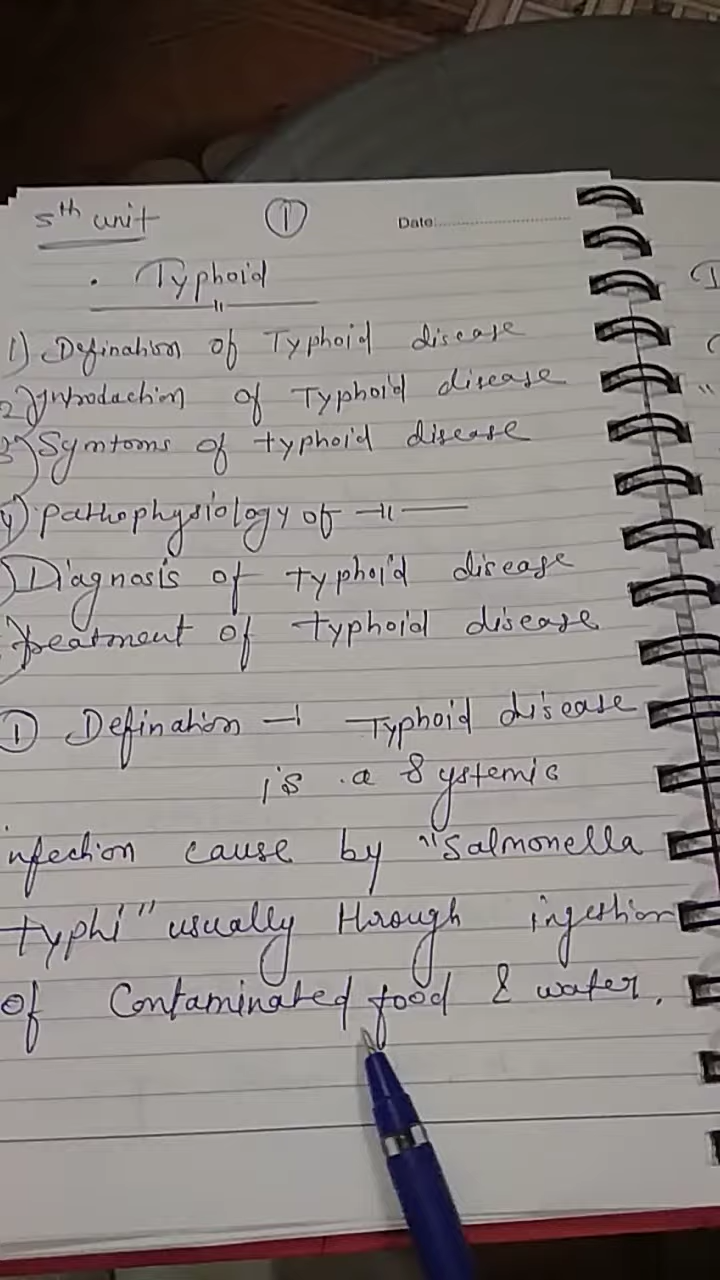 5th unit ① Date:
• Typhoid
1) Defination of Typhoid disease
2) Introduction of Typhoid disease
3) Symtoms of typhoid disease
4) pathophysiology of —11—
) Diagnosis of typhoid disease
Treatment of typhoid disease
① Defination → Typhoid disease
is a Systemic
infection cause by "Salmonella
typhi" usually through ingestion
of Contaminated food & water.